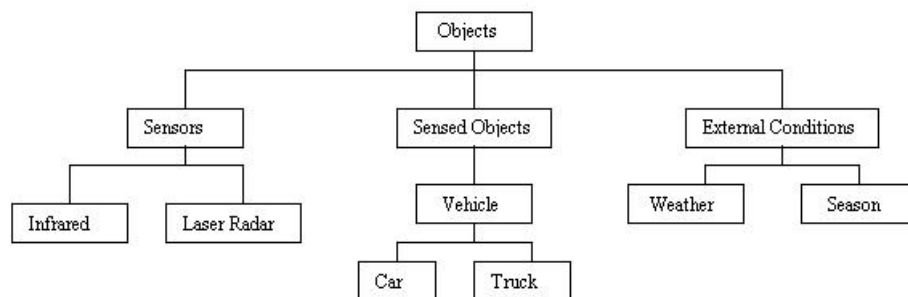 Objects
Sensors
Sensed Objects
External Conditions
Infrared
Laser Radar
Vehicle
Weather
Season
Car
Truck